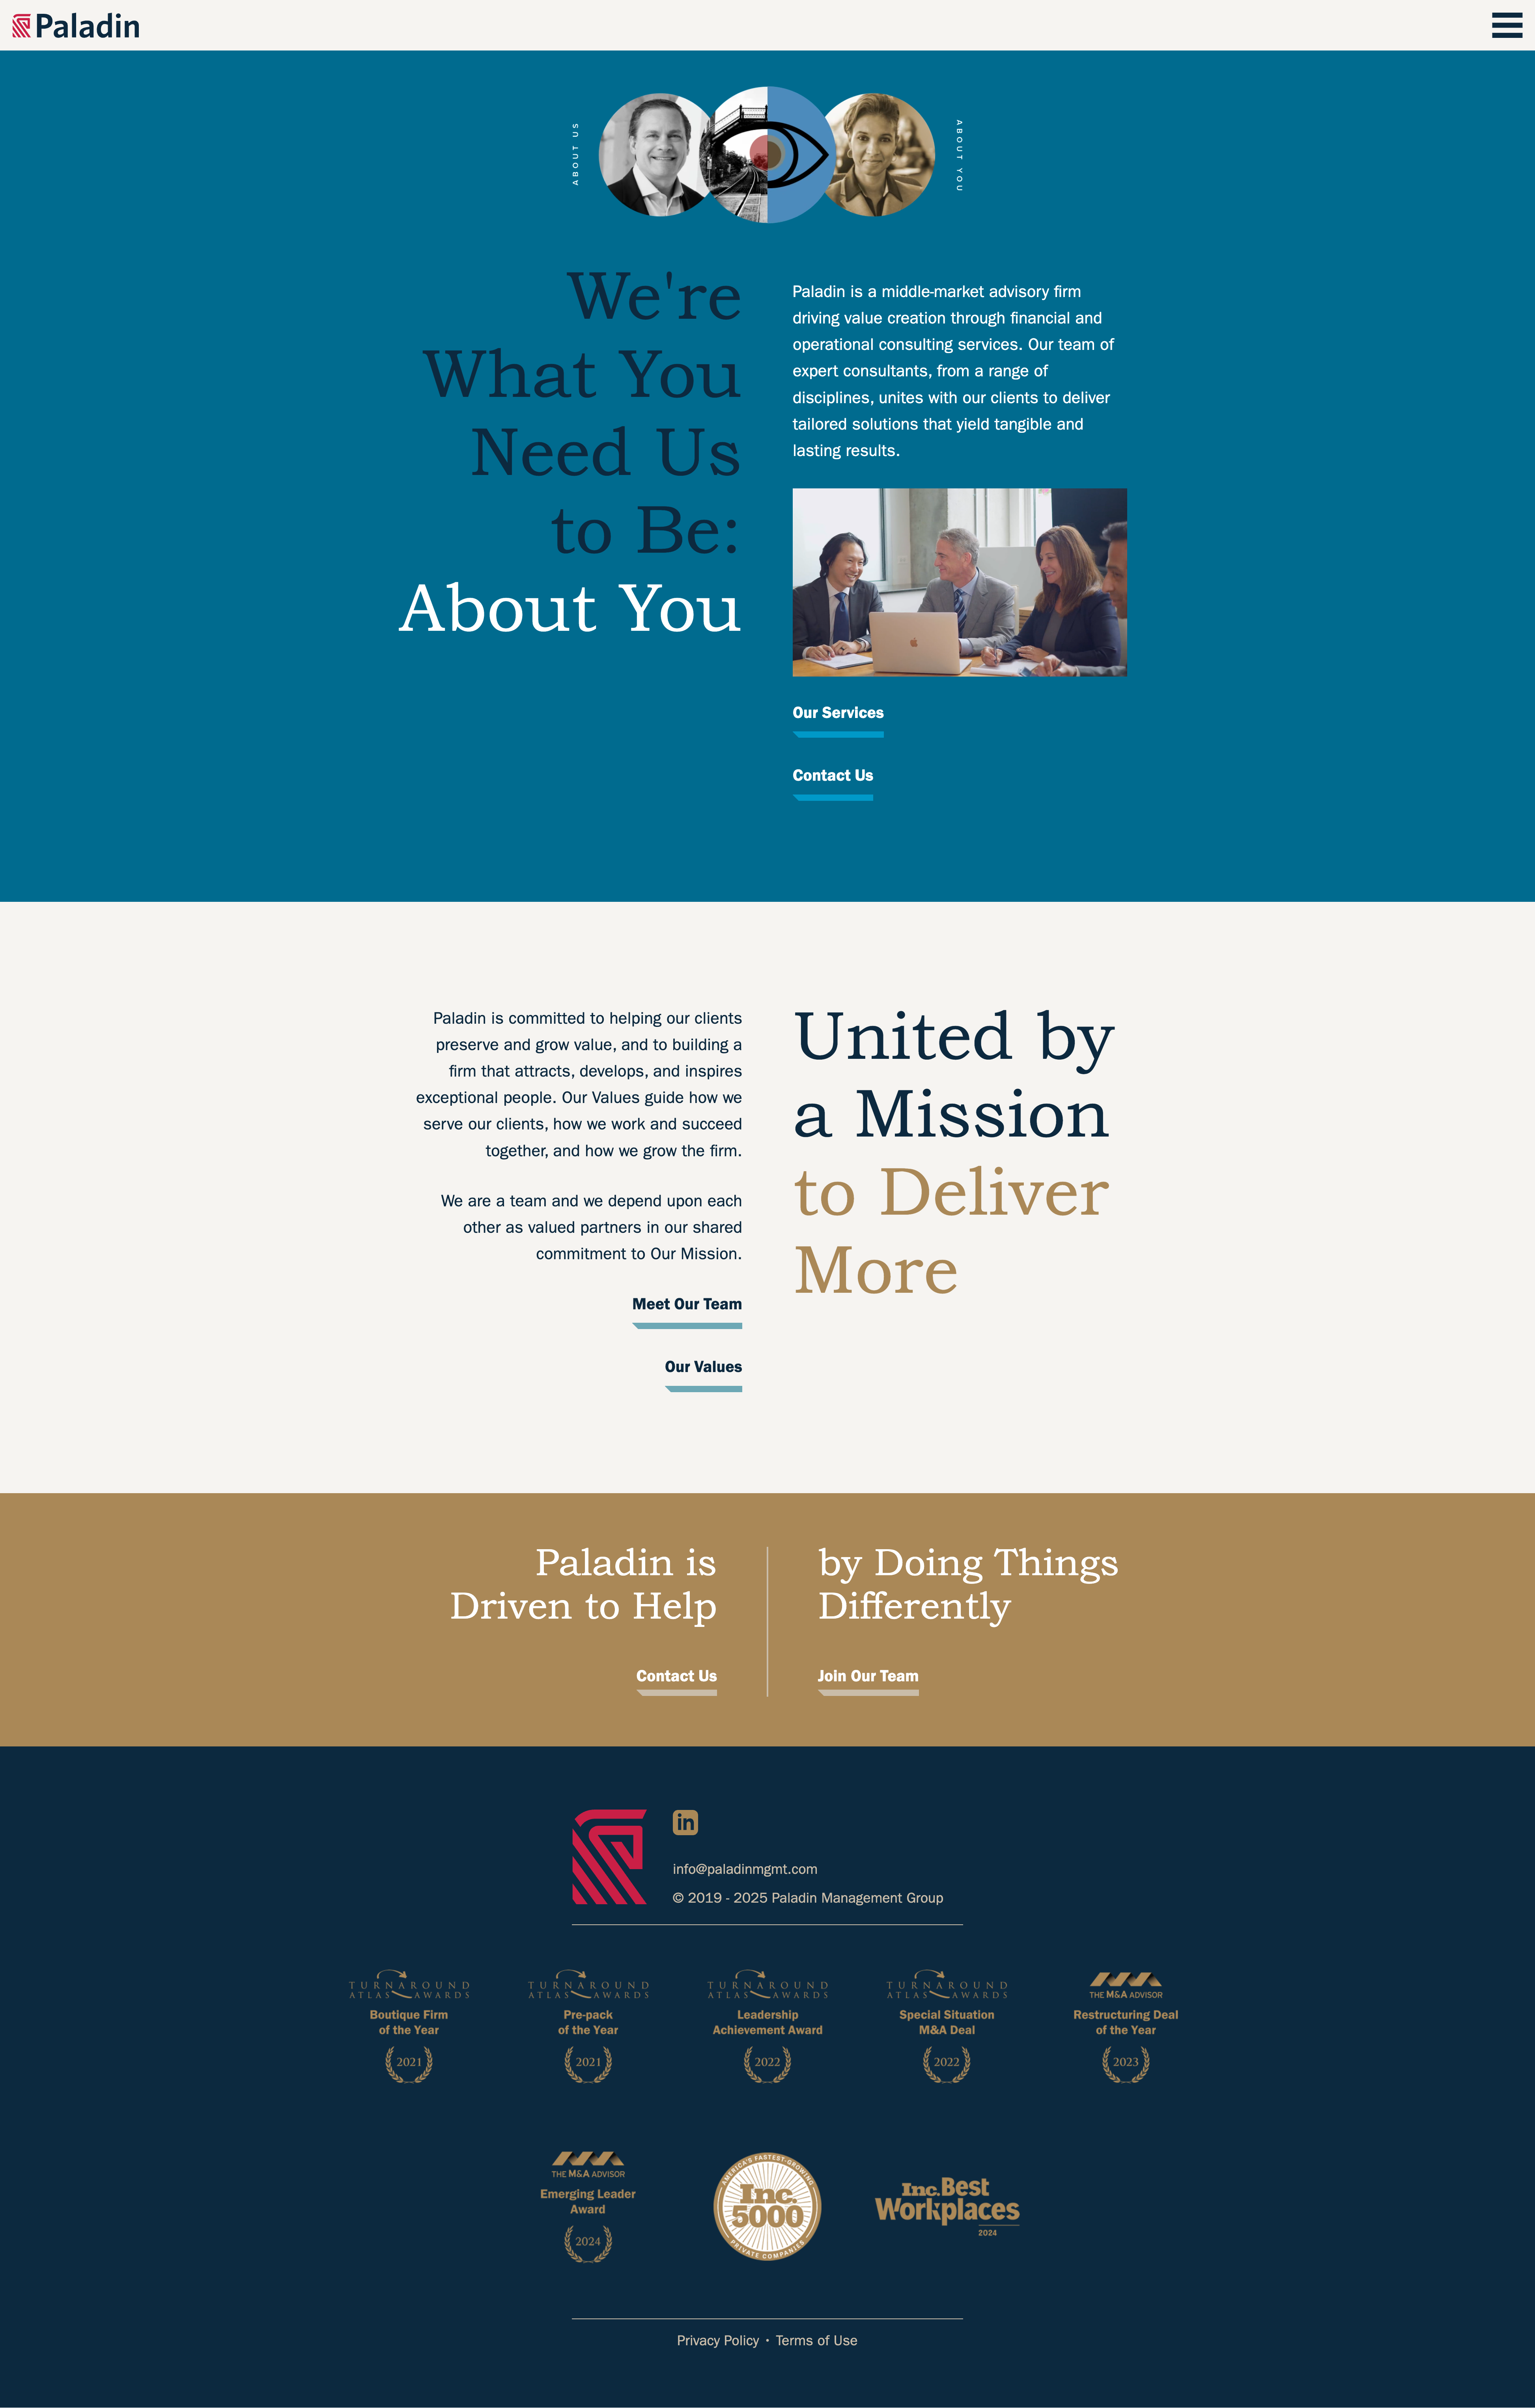 Paladin
ABOUT US
ABOUT YOU
We're
What You
Need Us
to Be:
About You
Paladin is a middle-market advisory firm
driving value creation through financial and
operational consulting services. Our team of
expert consultants, from a range of
disciplines, unites with our clients to deliver
tailored solutions that yield tangible and
lasting results.
Our Services
Contact Us
Paladin is committed to helping our clients
preserve and grow value, and to building a
firm that attracts, develops, and inspires
exceptional people. Our Values guide how we
serve our clients, how we work and succeed
together, and how we grow the firm.
We are a team and we depend upon each
other as valued partners in our shared
commitment to Our Mission.
Meet Our Team
Our Values
United by
a Mission
to Deliver
More
Paladin is
Driven to Help
Contact Us
by Doing Things
Differently
Join Our Team
in
info@paladinmgmt.com
© 2019 - 2025 Paladin Management Group
TURNAROUND
ATLAS AWARDS
Boutique Firm
of the Year
2021
TURNAROUND
ATLAS AWARDS
Pre-pack
of the Year
2021
TURNAROUND
ATLAS AWARDS
Leadership
Achievement Award
2022
TURNAROUND
ATLAS AWARDS
Special Situation
M&A Deal
2022
THE M&A ADVISOR
Restructuring Deal
of the Year
2023
THE M&A ADVISOR
Emerging Leader
Award
2024
AMERICA'S FASTEST-GROWING
Inc.
5000
PRIVATE COMPANIES
Inc. Best
Workplaces
2024
Privacy Policy • Terms of Use